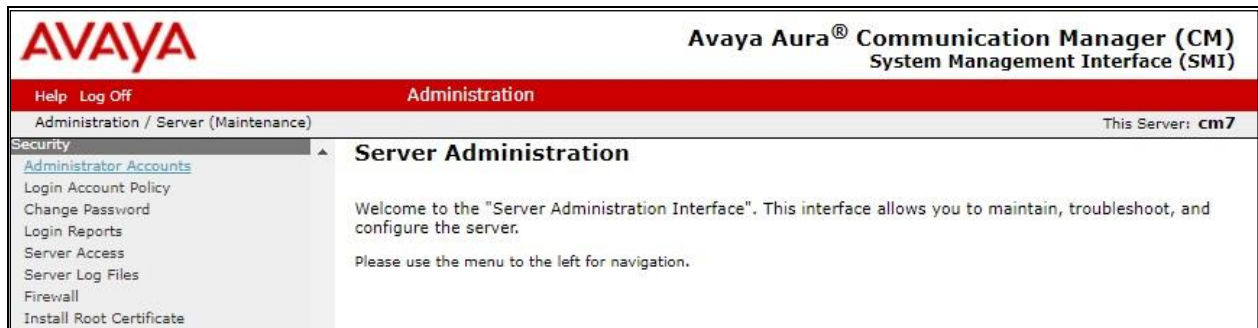 AVAYA
Avaya Aura® Communication Manager (CM)
System Management Interface (SMI)
Help Log Off
Administration
Administration / Server (Maintenance)
This Server: cm7
Security
Administrator Accounts
Login Account Policy
Change Password
Login Reports
Server Access
Server Log Files
Firewall
Install Root Certificate
Server Administration
Welcome to the "Server Administration Interface". This interface allows you to maintain, troubleshoot, and
configure the server.
Please use the menu to the left for navigation.